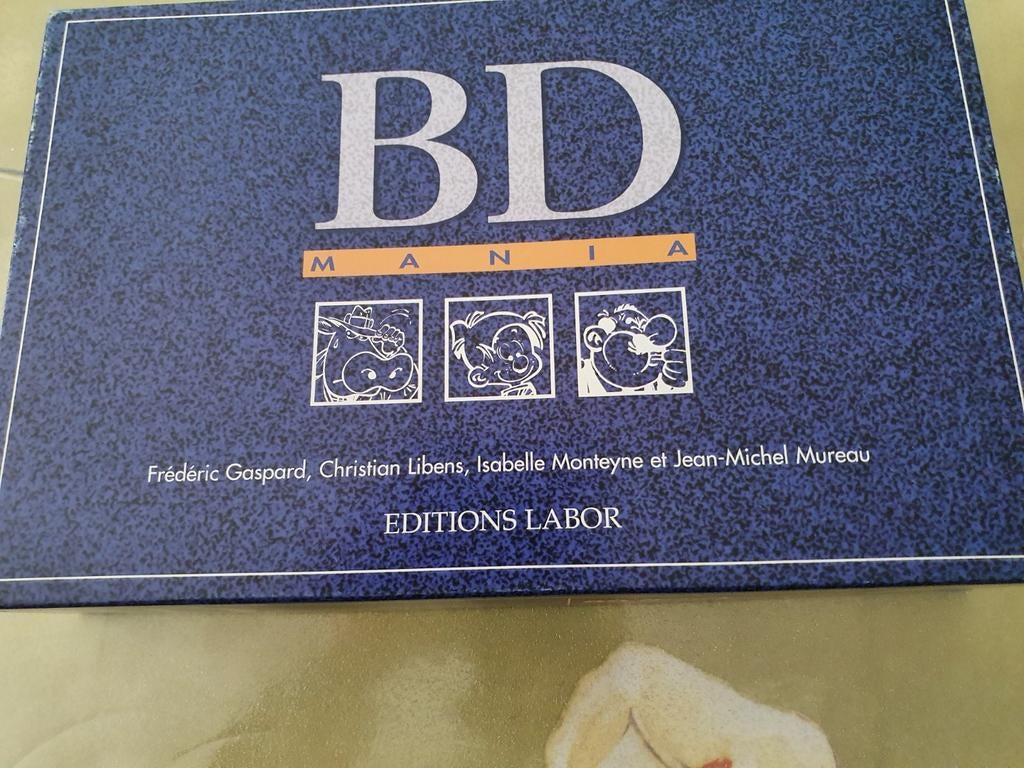 BD
MANIA
Frédéric Gaspard, Christian Libens, Isabelle Monteyne et Jean-Michel Mureau
EDITIONS LABOR